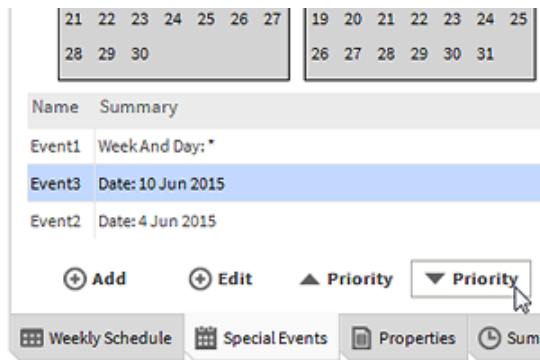 21 22 23 24 25 26 27 19 20 21 22 23 24 25
28 29 30 26 27 28 29 30 31
Name Summary
Event1 Week And Day: *
Event3 Date: 10 Jun 2015
Event2 Date: 4 Jun 2015
Add Edit Priority Priority
Weekly Schedule Special Events Properties Sum